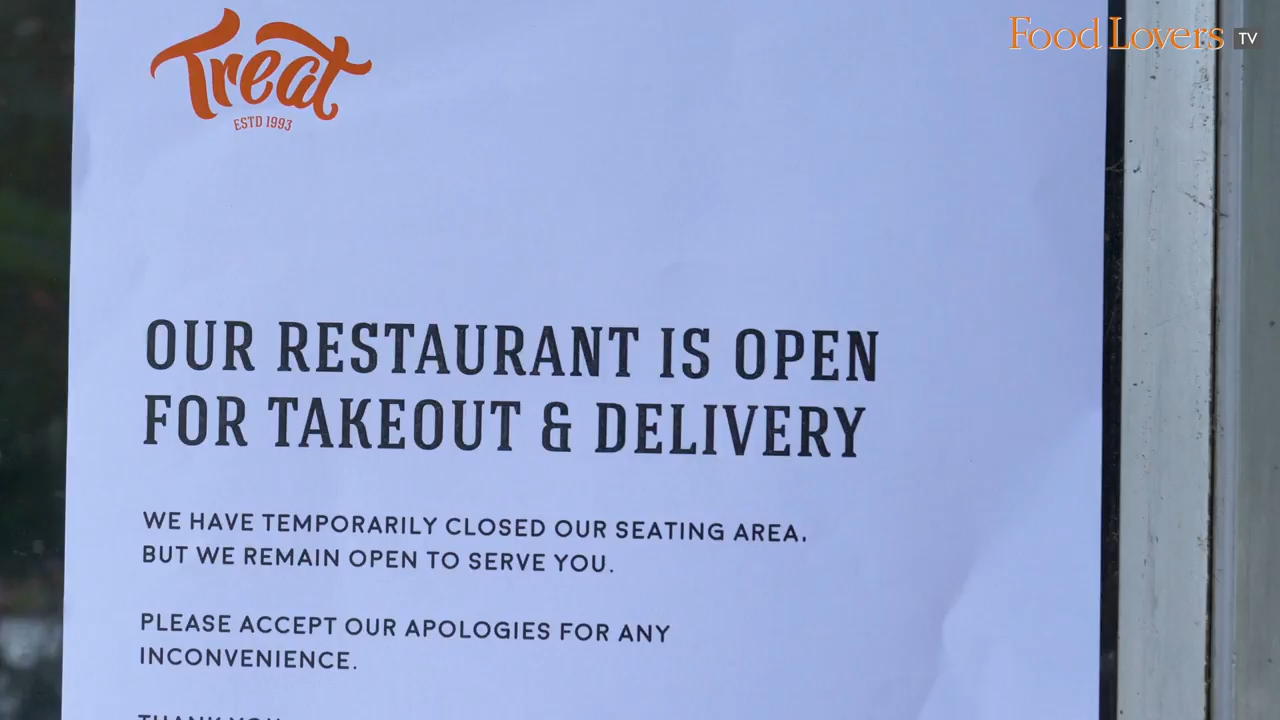 Treat
ESTD 1993
Food Lovers TV
OUR RESTAURANT IS OPEN
FOR TAKEOUT & DELIVERY
WE HAVE TEMPORARILY CLOSED OUR SEATING AREA,
BUT WE REMAIN OPEN TO SERVE YOU.
PLEASE ACCEPT OUR APOLOGIES FOR ANY
INCONVENIENCE.
THANK YOU